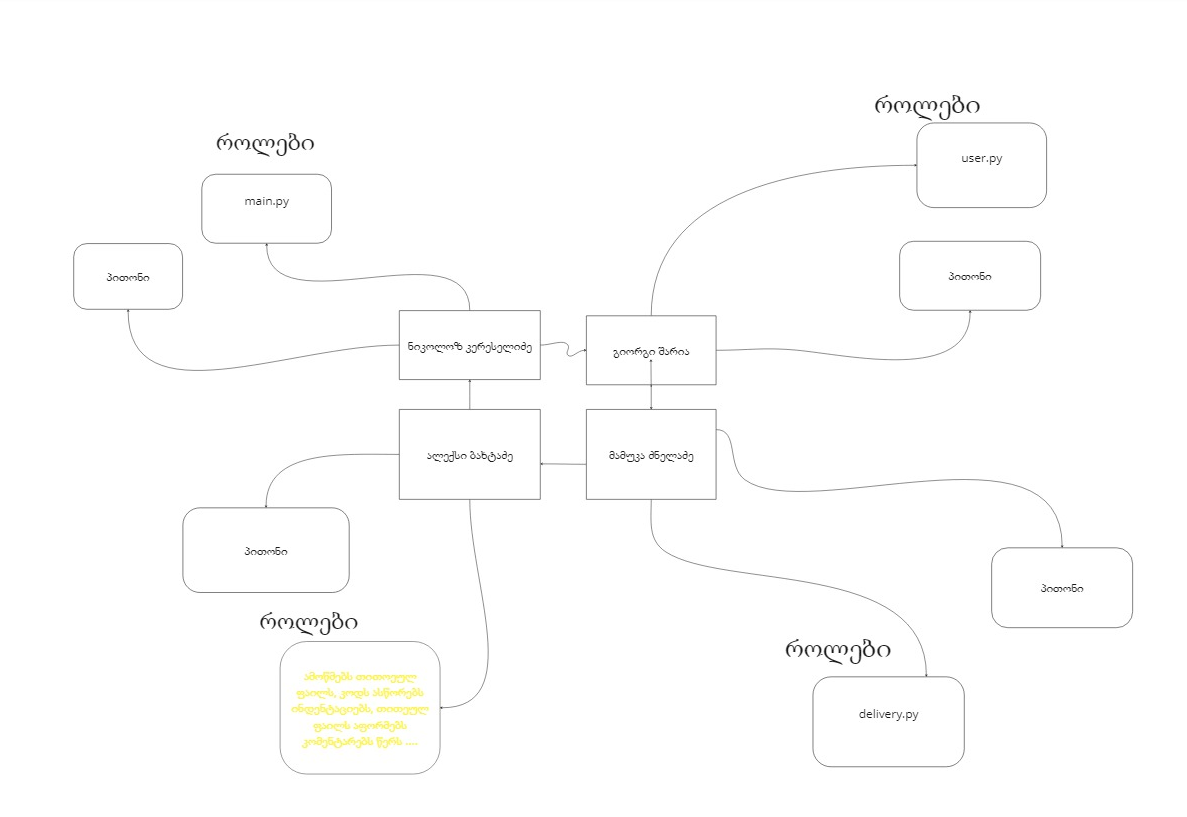 როლები
user.py
როლები
main.py
პითონი
პითონი
ნიკოლოზ კერესელიძე
გიორგი შარია
ალექსი ბახტაძე
მამუკა ძნელაძე
პითონი
პითონი
როლები
ამოწმებს თითოეულ
ფაილს, კოდს ასწორებს
ინდენტაციებს, თითეულ
ფაილს აფორმებს
კომენტარებს წერს ....
როლები
delivery.py